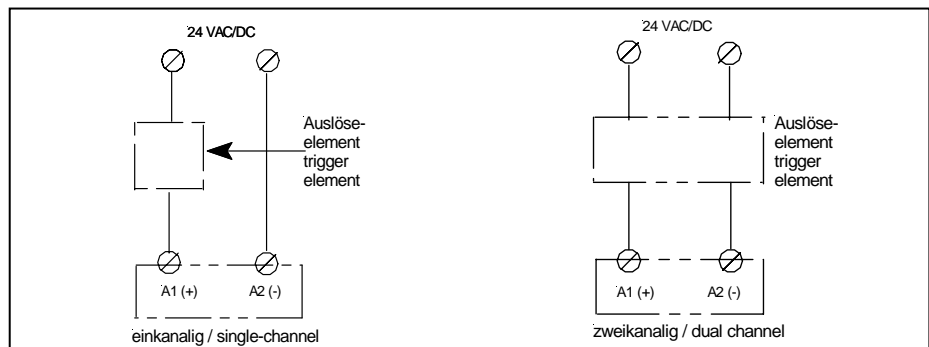 24 VAC/DC
Auslöse-
element
trigger
element
A1 (+)
A2 (-)
einkanalig / single-channel
24 VAC/DC
Auslöse-
element
trigger
element
A1 (+)
A2 (-)
zweikanalig / dual channel